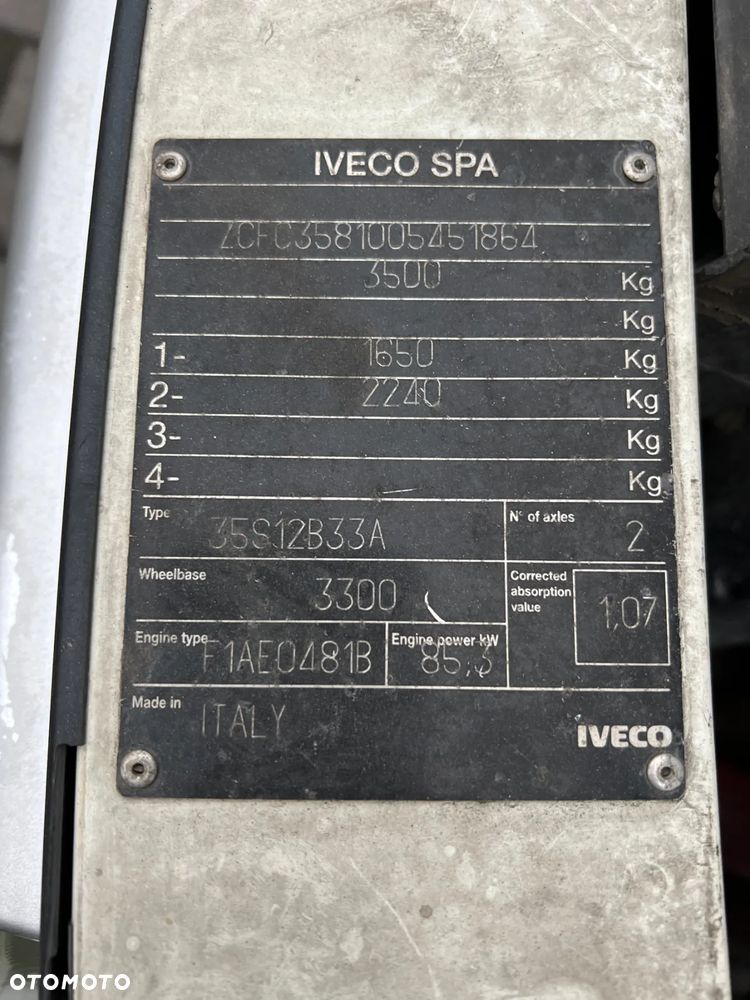 IVECO SPA
ZCFC3581005451864
3500 Kg
Kg
1- 1650 Kg
2- 2240 Kg
3- Kg
4- Kg
Type 35S12B33A N° of axles 2
Wheelbase 3300 Corrected absorption value 1,07
Engine type F1AE0481B Engine power kW 85,3
Made in ITALY
IVECO
OTOMOTO